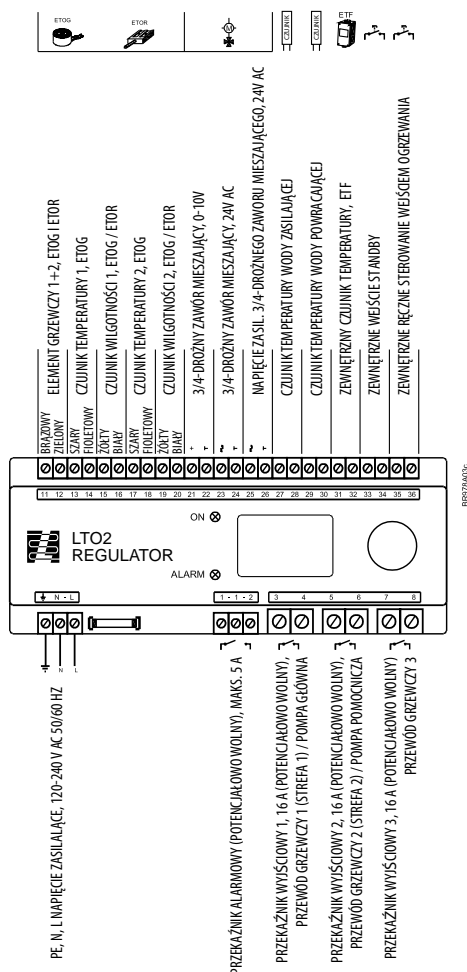 ETOG
ETOR
M
CZUJNIK
CZUJNIK
ETF
ELEMENT GRZEWCZY 1+2, ETOG I ETOR
CZUJNIK TEMPERATURY 1, ETOG
CZUJNIK WILGOTNOŚCI 1, ETOG / ETOR
CZUJNIK TEMPERATURY 2, ETOG
CZUJNIK WILGOTNOŚCI 2, ETOG / ETOR
3/4-DROŻNY ZAWÓR MIESZAJĄCY, 0-10V
3/4-DROŻNY ZAWÓR MIESZAJĄCY, 24V AC
NAPIĘCIE ZASIL. 3/4-DROŻNEGO ZAWORU MIESZAJĄCEGO, 24V AC
CZUJNIK TEMPERATURY WODY ZASILAJĄCEJ
CZUJNIK TEMPERATURY WODY POWRACAJĄCEJ
ZEWNĘTRZNY CZUJNIK TEMPERATURY, ETF
ZEWNĘTRZNE WEJŚCIE STANDBY
ZEWNĘTRZNE RĘCZNE STEROWANIE WEJŚCIEM OGRZEWANIA
BRĄZOWY
ZIELONY
SZARY
FIOLETOWY
ŻÓŁTY
BIAŁY
SZARY
FIOLETOWY
ŻÓŁTY
BIAŁY
11 12 13 14 15 16 17 18 19 20 21 22 23 24 25 26 27 28 29 30 31 32 33 34 35 36
BR978A03c
ON
LTO2
REGULATOR
ALARM
N - L
1 - 1 - 2
3 4 5 6 7 8
N
L
PE, N, L NAPIĘCIE ZASILALĄCE, 120-240 V AC 50/60 HZ
PRZEKAŹNIK ALARMOWY (POTENCJAŁOWO WOLNY), MAKS. 5 A
PRZEKAŹNIK WYJŚCIOWY 1, 16 A (POTENCJAŁOWO WOLNY),
PRZEWÓD GRZEWCZY 1 (STREFA 1) / POMPA GŁÓWNA
PRZEKAŹNIK WYJŚCIOWY 2, 16 A (POTENCJAŁOWO WOLNY),
PRZEWÓD GRZEWCZY 2 (STREFA 2) / POMPA POMOCNICZA
PRZEKAŹNIK WYJŚCIOWY 3, 16 A (POTENCJAŁOWO WOLNY)
PRZEWÓD GRZEWCZY 3